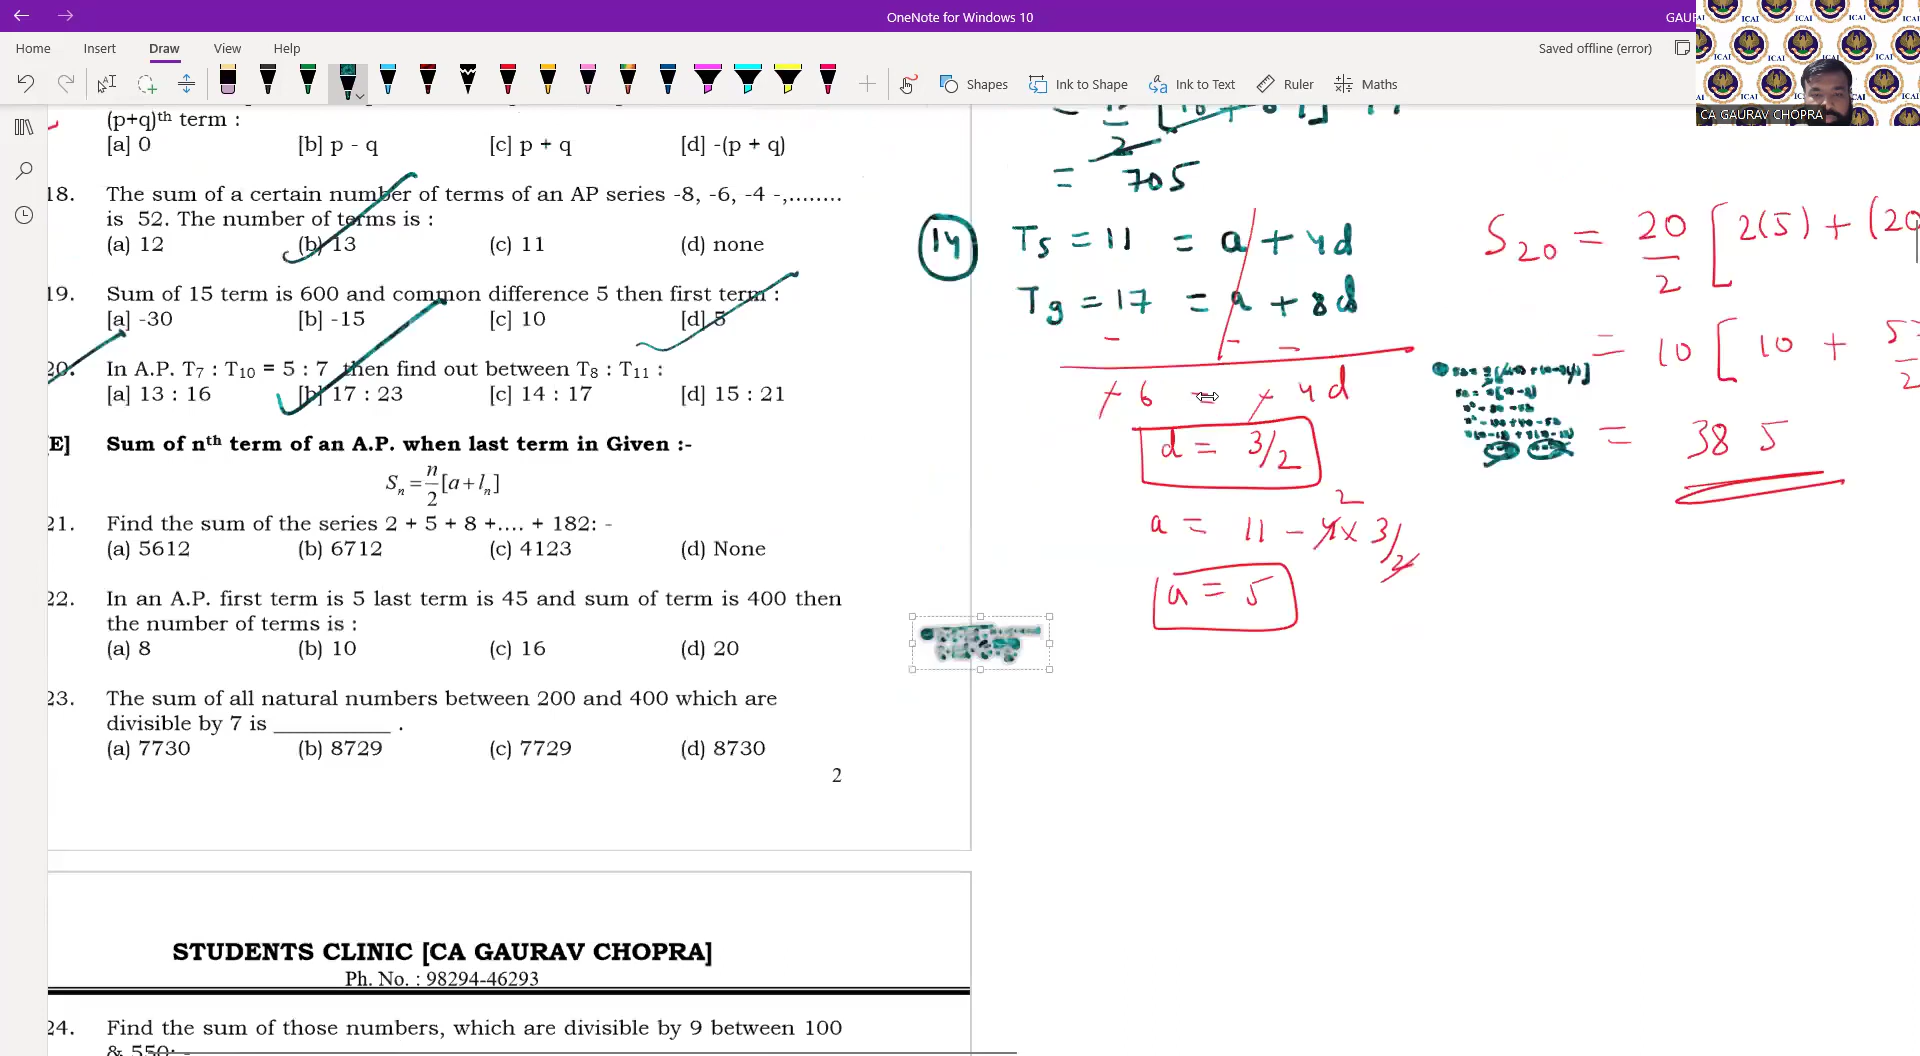 OneNote for Windows 10
GAUR
Home Insert Draw View Help
Saved offline (error)
Shapes Ink to Shape Ink to Text Ruler Maths
ICAI
CA GAURAV CHOPRA
(p+q)th term :
[a] 0 [b] p - q [c] p + q [d] -(p + q)
18. The sum of a certain number of terms of an AP series -8, -6, -4 -,........
is 52. The number of terms is :
(a) 12 (b) 13 (c) 11 (d) none
19. Sum of 15 term is 600 and common difference 5 then first term :
[a] -30 [b] -15 [c] 10 [d] 5
20. In A.P. T₇ : T₁₀ = 5 : 7 then find out between T₈ : T₁₁ :
[a] 13 : 16 [b] 17 : 23 [c] 14 : 17 [d] 15 : 21
[E] Sum of nth term of an A.P. when last term in Given :-
Sₙ = n/2 [a + lₙ]
21. Find the sum of the series 2 + 5 + 8 +.... + 182: -
(a) 5612 (b) 6712 (c) 4123 (d) None
22. In an A.P. first term is 5 last term is 45 and sum of term is 400 then
the number of terms is :
(a) 8 (b) 10 (c) 16 (d) 20
23. The sum of all natural numbers between 200 and 400 which are
divisible by 7 is ___________ .
(a) 7730 (b) 8729 (c) 7729 (d) 8730
2
STUDENTS CLINIC [CA GAURAV CHOPRA]
Ph. No. : 98294-46293
24. Find the sum of those numbers, which are divisible by 9 between 100
& 550: -
= 705
14 T5 = 11 = a + 4d
T9 = 17 = a + 8d
- - -
+6 = +4d
d = 3/2
a = 11 - 4 x 3/2
2
a = 5
S20 = 20/2 [2(5) + (20
= 10 [10 + 57/2
= 385